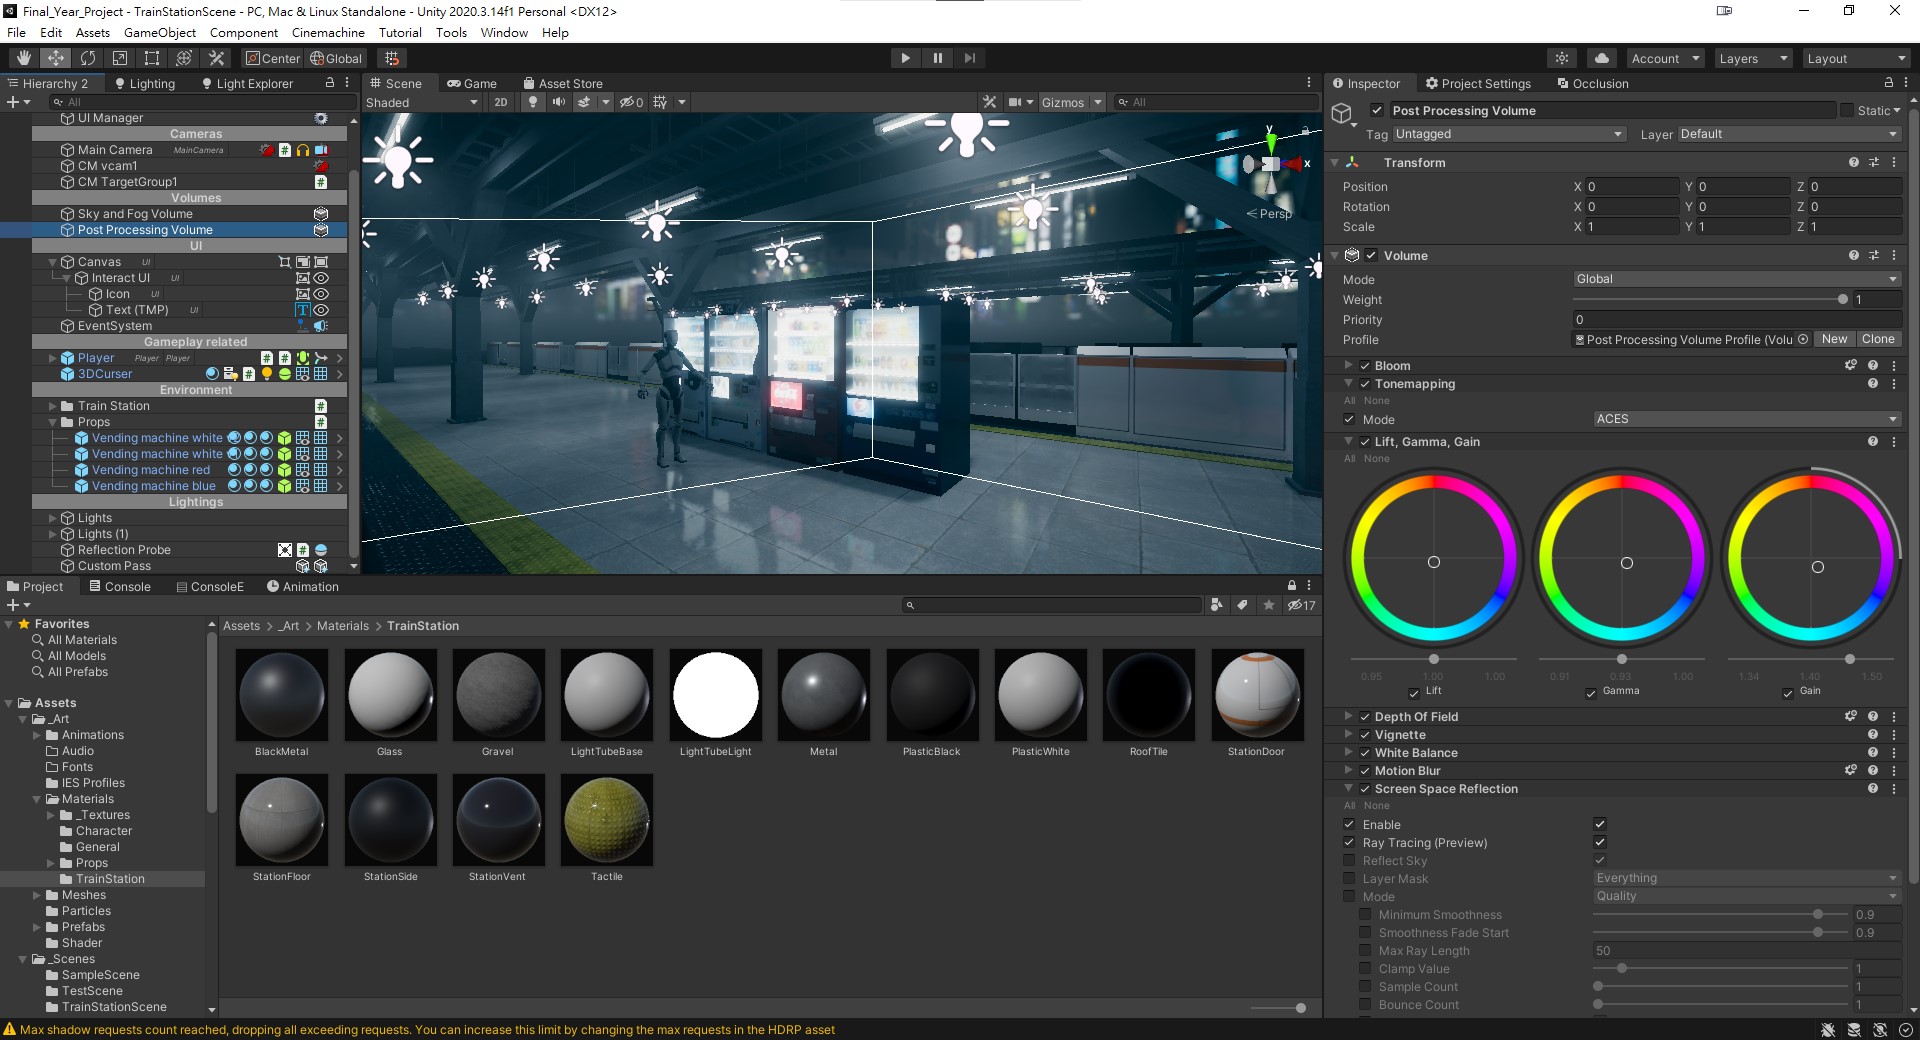 Final_Year_Project - TrainStationScene - PC, Mac & Linux Standalone - Unity 2020.3.14f1 Personal <DX12>
File Edit Assets GameObject Component Cinemachine Tutorial Tools Window Help
Center Global Account Layers Layout
Hierarchy 2 Lighting Light Explorer
All
UI Manager
Cameras
Main Camera MainCamera
CM vcam1
CM TargetGroup1
Volumes
Sky and Fog Volume
Post Processing Volume
UI
Canvas UI
Interact UI UI
Icon UI
Text (TMP) UI
EventSystem
Gameplay related
Player Player Player
3DCurser
Environment
Train Station
Props
Vending machine white
Vending machine white
Vending machine red
Vending machine blue
Lightings
Lights
Lights (1)
Reflection Probe
Custom Pass
Scene Game Asset Store
Shaded 2D 0 Gizmos All
y
x
Persp
Inspector Project Settings Occlusion
Post Processing Volume Static
Tag Untagged Layer Default
Transform
Position X 0 Y 0 Z 0
Rotation X 0 Y 0 Z 0
Scale X 1 Y 1 Z 1
Volume
Mode Global
Weight 1
Priority 0
Profile Post Processing Volume Profile (Volu New Clone
Bloom
Tonemapping
All None
Mode ACES
Lift, Gamma, Gain
All None
0.95 1.00 1.00 0.91 0.93 1.00 1.34 1.40 1.50
Lift Gamma Gain
Depth Of Field
Vignette
White Balance
Motion Blur
Screen Space Reflection
All None
Enable
Ray Tracing (Preview)
Reflect Sky
Layer Mask Everything
Mode Quality
Minimum Smoothness 0.9
Smoothness Fade Start 0.9
Max Ray Length 50
Clamp Value 1
Sample Count 1
Bounce Count 1
Project Console ConsoleE Animation
17
Favorites
All Materials
All Models
All Prefabs
Assets
_Art
Animations
Audio
Fonts
IES Profiles
Materials
_Textures
Character
General
Props
TrainStation
Meshes
Particles
Prefabs
Shader
_Scenes
SampleScene
TestScene
TrainStationScene
Assets > _Art > Materials > TrainStation
BlackMetal Glass Gravel LightTubeBase LightTubeLight Metal PlasticBlack PlasticWhite RoofTile StationDoor
StationFloor StationSide StationVent Tactile
Max shadow requests count reached, dropping all exceeding requests. You can increase this limit by changing the max requests in the HDRP asset